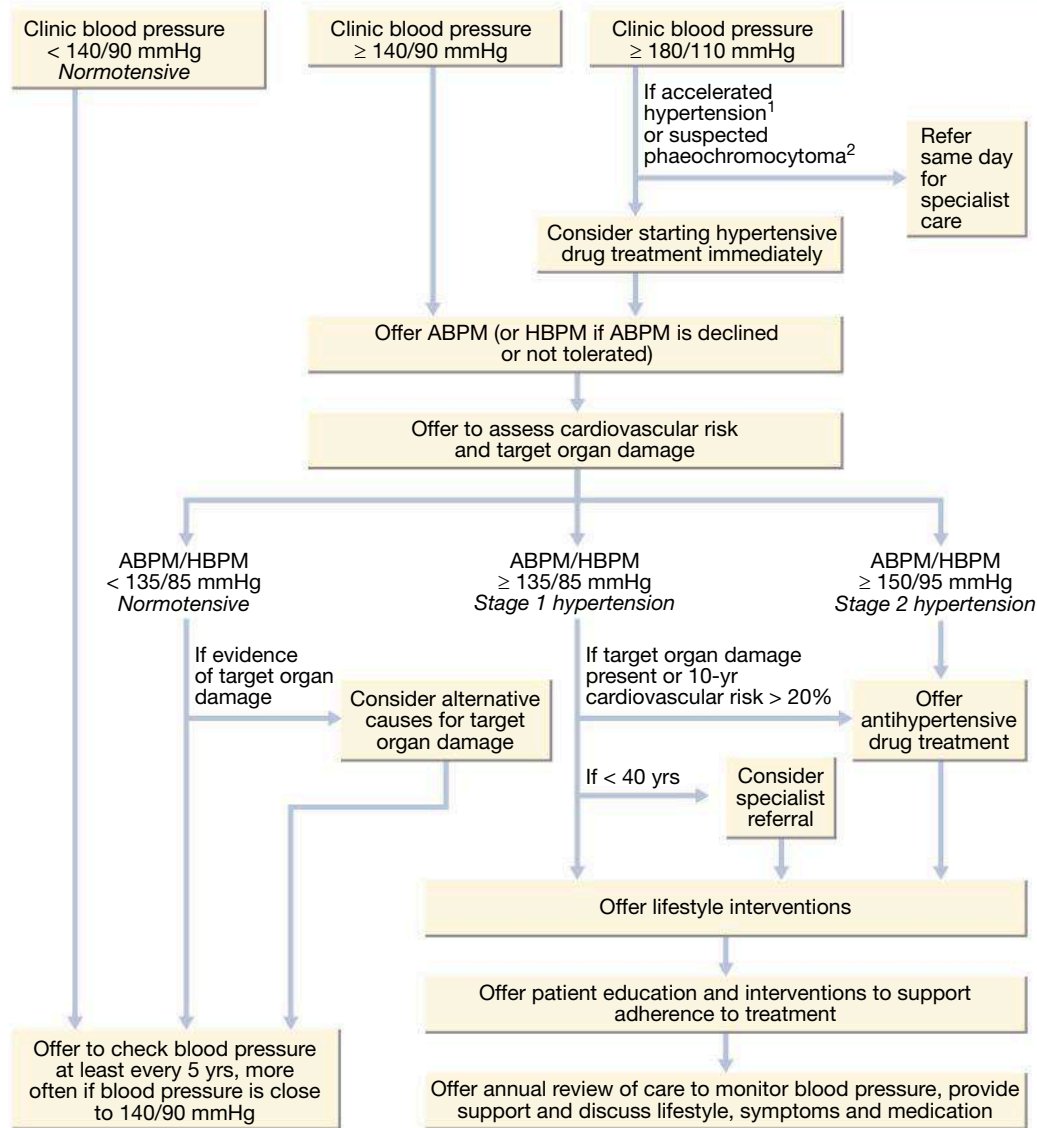 Clinic blood pressure
< 140/90 mmHg
Normotensive
Clinic blood pressure
≥ 140/90 mmHg
Clinic blood pressure
≥ 180/110 mmHg
If accelerated
hypertension¹
or suspected
phaeochromocytoma²
Refer
same day
for
specialist
care
Consider starting hypertensive
drug treatment immediately
Offer ABPM (or HBPM if ABPM is declined
or not tolerated)
Offer to assess cardiovascular risk
and target organ damage
ABPM/HBPM
< 135/85 mmHg
Normotensive
ABPM/HBPM
≥ 135/85 mmHg
Stage 1 hypertension
ABPM/HBPM
≥ 150/95 mmHg
Stage 2 hypertension
If evidence
of target organ
damage
Consider alternative
causes for target
organ damage
If target organ damage
present or 10-yr
cardiovascular risk > 20%
Offer
antihypertensive
drug treatment
If < 40 yrs
Consider
specialist
referral
Offer lifestyle interventions
Offer patient education and interventions to support
adherence to treatment
Offer to check blood pressure
at least every 5 yrs, more
often if blood pressure is close
to 140/90 mmHg
Offer annual review of care to monitor blood pressure, provide
support and discuss lifestyle, symptoms and medication